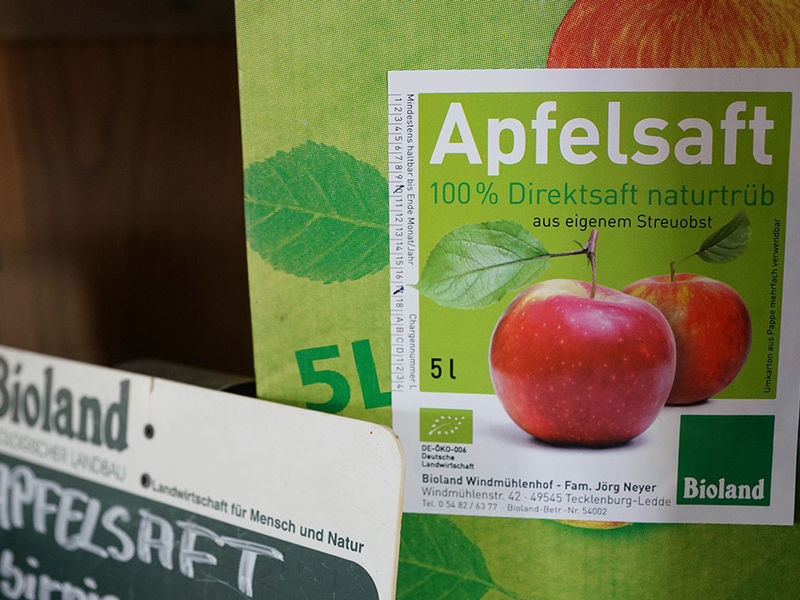 Apfelsaft
100 % Direktsaft naturtrüb
aus eigenem Streuobst
Mindestens haltbar bis Ende Monat/Jahr
1 2 3 4 5 6 7 8 9 10 11 12 13 14 15 16 18 A B C D 1 2 3 4
Chargennummer L
Umkarton aus Pappe mehrfach verwendbar
5 l
5L
DE-ÖKO-006
Deutsche
Landwirtschaft
Bioland
Bioland Windmühlenhof - Fam. Jörg Neyer
Windmühlenstr. 42 · 49545 Tecklenburg-Ledde
Tel. 0 54 82 / 63 77 · Bioland-Betr.-Nr. 54002
Bioland
LOGISCHER LANDBAU
Landwirtschaft für Mensch und Natur
APFELSAFT